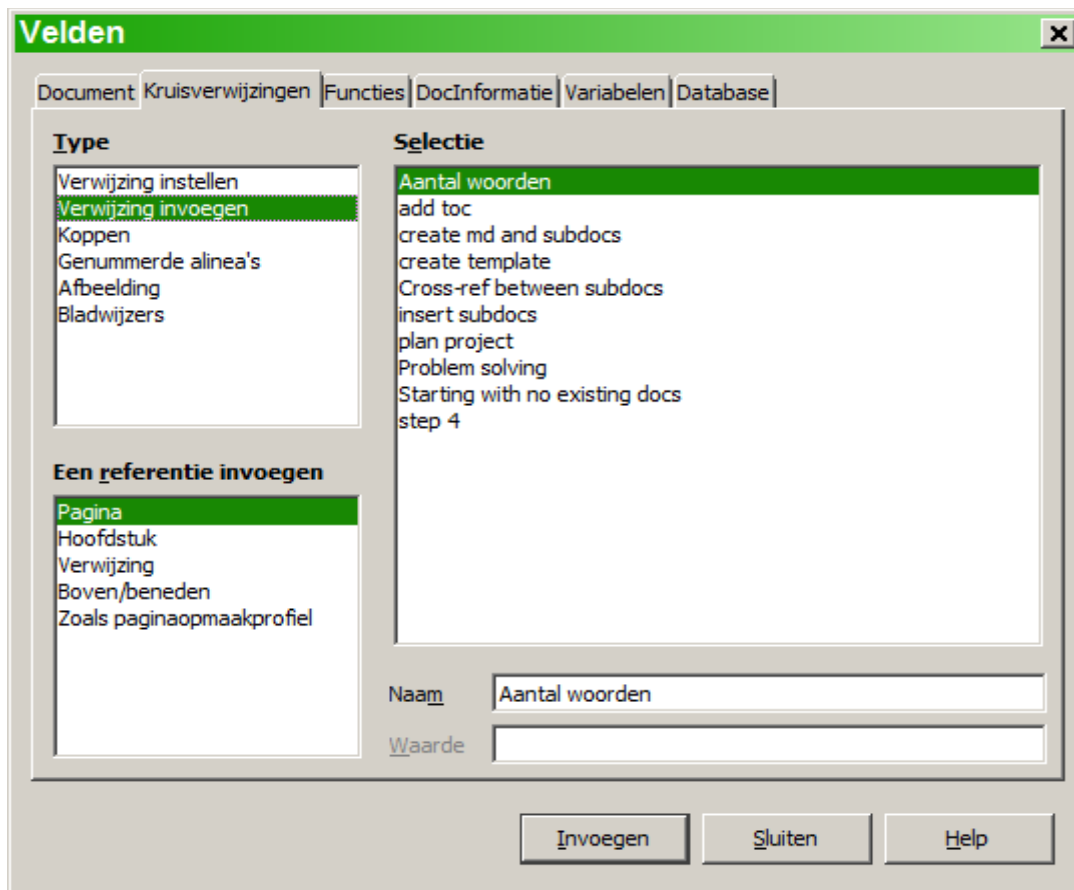 Velden
Document Kruisverwijzingen Functies DocInformatie Variabelen Database
Type
Verwijzing instellen
Verwijzing invoegen
Koppen
Genummerde alinea's
Afbeelding
Bladwijzers
Een referentie invoegen
Pagina
Hoofdstuk
Verwijzing
Boven/beneden
Zoals paginaopmaakprofiel
Selectie
Aantal woorden
add toc
create md and subdocs
create template
Cross-ref between subdocs
insert subdocs
plan project
Problem solving
Starting with no existing docs
step 4
Naam Aantal woorden
Waarde
Invoegen Sluiten Help